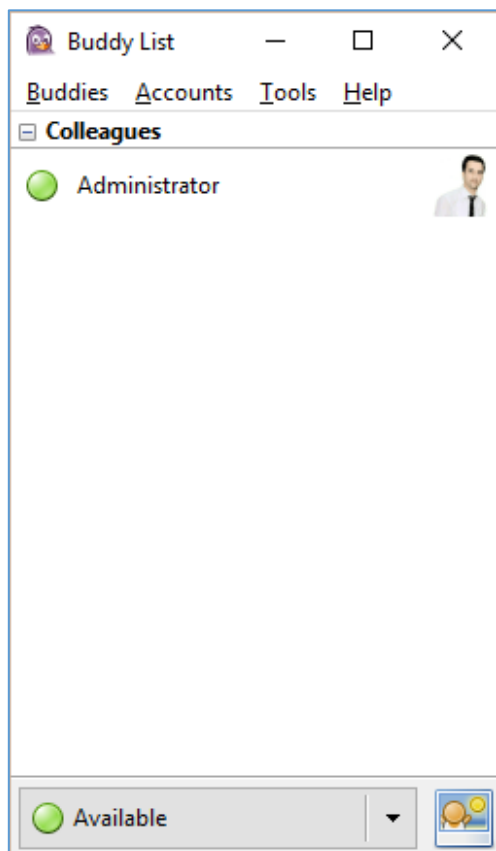 Buddy List
Buddies Accounts Tools Help
Colleagues
Administrator
Available